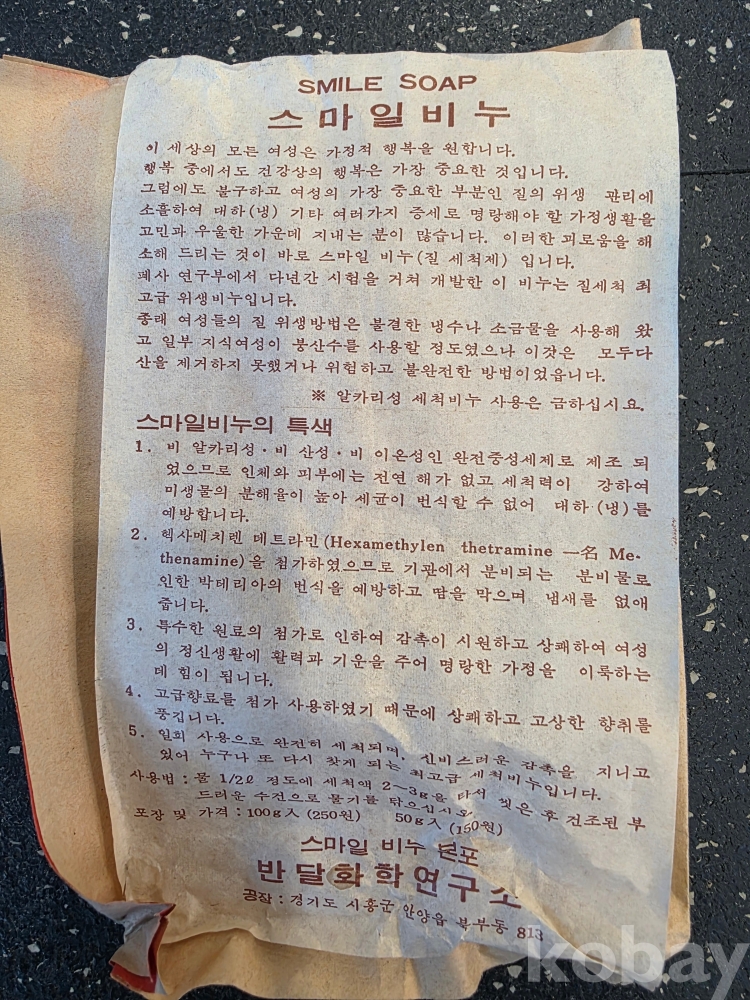 SMILE SOAP
스마일비누
이 세상의 모든 여성은 가정적 행복을 원합니다.
행복 중에서도 건강상의 행복은 가장 중요한 것입니다.
그럼에도 불구하고 여성의 가장 중요한 부분인 질의 위생 관리에
소홀하여 대하(냉) 기타 여러가지 증세로 명랑해야 할 가정생활을
고민과 우울한 가운데 지내는 분이 많습니다. 이러한 괴로움을 해
소해 드리는 것이 바로 스마일 비누(질 세척제) 입니다.
폐사 연구부에서 다년간 시험을 거쳐 개발한 이 비누는 질세척 최
고급 위생비누입니다.
종래 여성들의 질 위생방법은 불결한 냉수나 소금물을 사용해 왔
고 일부 지식여성이 붕산수를 사용할 정도였으나 이것은 모두다
산을 제거하지 못했거나 위험하고 불완전한 방법이었읍니다.
※ 알카리성 세척비누 사용은 금하십시요.
스마일비누의 특색
1. 비 알카리성·비 산성·비 이온성인 완전중성세제로 제조 되
었으므로 인체와 피부에는 전연 해가 없고 세척력이 강하여
미생물의 분해율이 높아 세균이 번식할 수 없어 대하(냉)를
예방합니다.
2. 헥사메치렌 데트라민(Hexamethylen thetramine 一名 Me-
thenamine)을 첨가하였으므로 기관에서 분비되는 분비물로
인한 박테리아의 번식을 예방하고 땀을 막으며 냄새를 없애
줍니다.
3. 특수한 원료의 첨가로 인하여 감촉이 시원하고 상쾌하여 여성
의 정신생활에 활력과 기운을 주어 명랑한 가정을 이룩하는
데 힘이 됩니다.
4. 고급향료를 첨가 사용하였기 때문에 상쾌하고 고상한 향취를
풍깁니다.
5. 일회 사용으로 완전히 세척되며, 신비스러운 감촉을 지니고
있어 누구나 또 다시 찾게 되는 최고급 세척비누입니다.
사용법 : 물 1/2ℓ 정도에 세척액 2~3g을 타서 씻은 후 건조된 부
드러운 수건으로 물기를 닦으십시오
포장 및 가격 : 100g入 (250원) 50g入 (150원)
스마일 비누 본포
반달화학연구소
공장 : 경기도 시흥군 안양읍 북부동 813
kobay